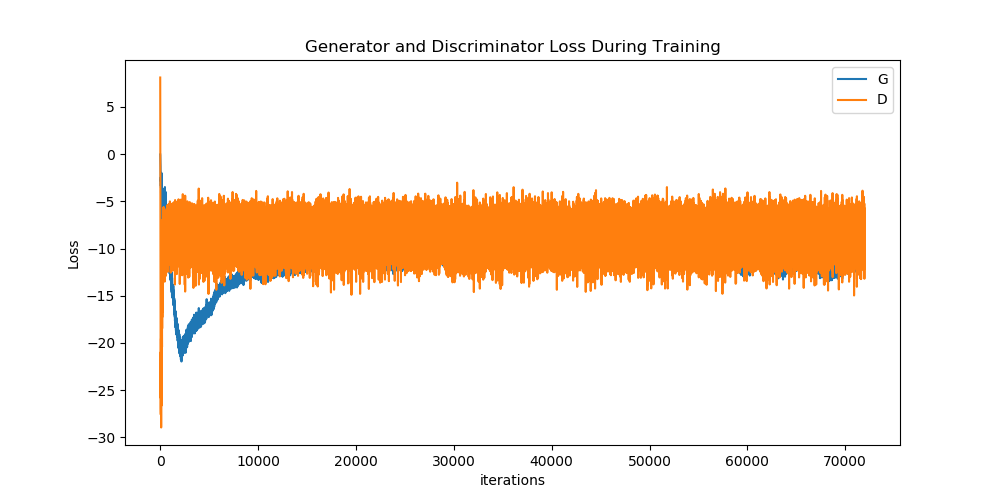 Generator and Discriminator Loss During Training
G
D
5
0
−5
−10
−15
−20
−25
−30
Loss
0 10000 20000 30000 40000 50000 60000 70000
iterations